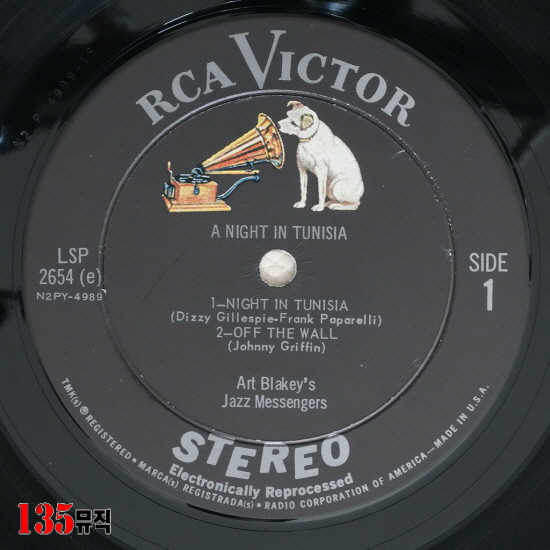 RCA VICTOR
A NIGHT IN TUNISIA
LSP
2654 (e)
N2PY-4989
SIDE
1
1—NIGHT IN TUNISIA
(Dizzy Gillespie-Frank Paparelli)
2—OFF THE WALL
(Johnny Griffin)
Art Blakey's
Jazz Messengers
STEREO
Electronically Reprocessed
TMK(s) ® REGISTERED • MARCA(s) REGISTRADA(s) • RADIO CORPORATION OF AMERICA—MADE IN U.S.A.
135뮤직